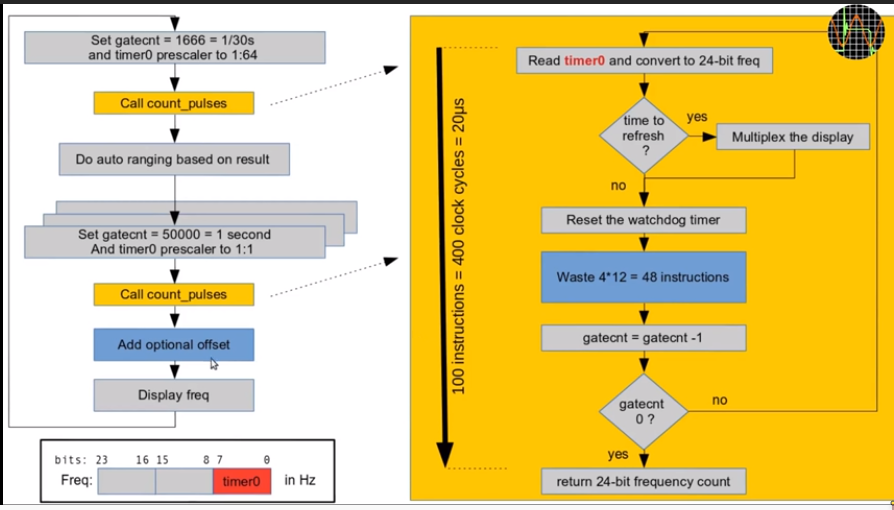 Set gatecnt = 1666 = 1/30s
and timer0 prescaler to 1:64
Call count_pulses
Do auto ranging based on result
Set gatecnt = 50000 = 1 second
And timer0 prescaler to 1:1
Call count_pulses
Add optional offset
Display freq
bits: 23 16 15 8 7 0
Freq: timer0 in Hz
100 instructions = 400 clock cycles = 20µs
Read timer0 and convert to 24-bit freq
time to
refresh
?
yes
Multiplex the display
no
Reset the watchdog timer
Waste 4*12 = 48 instructions
gatecnt = gatecnt -1
gatecnt
0 ?
no
yes
return 24-bit frequency count